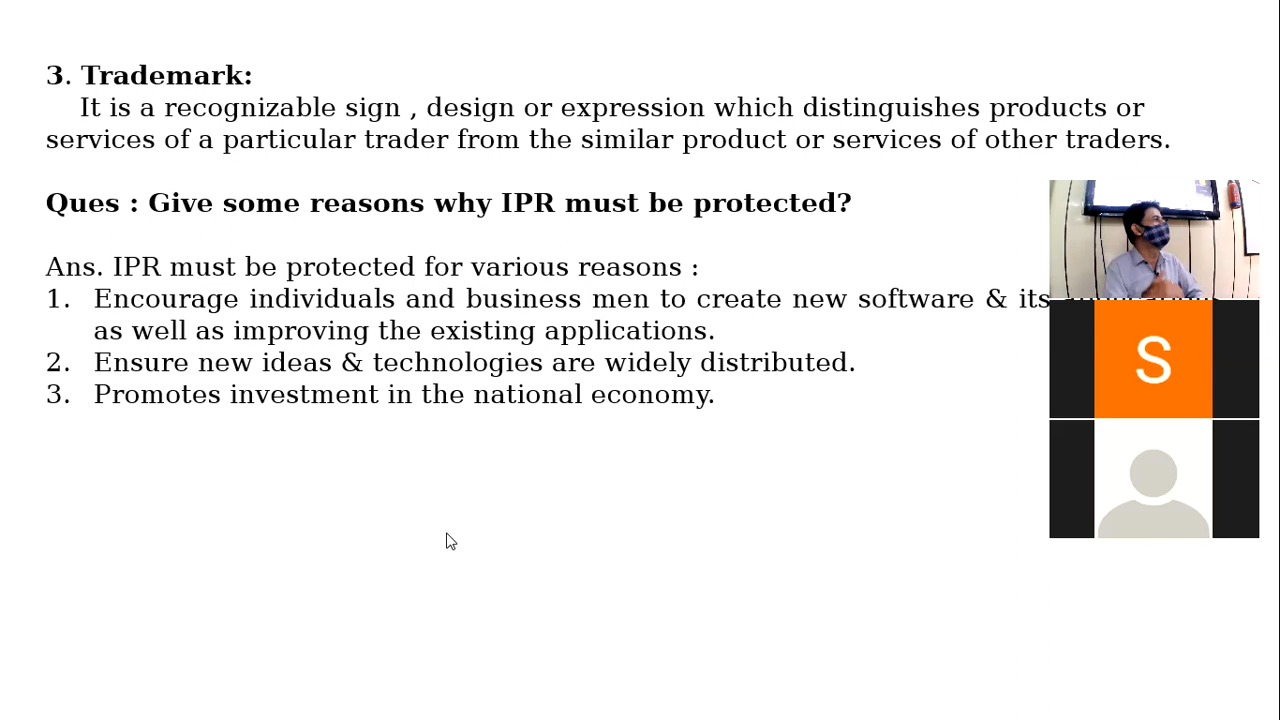 3. Trademark:
It is a recognizable sign , design or expression which distinguishes products or
services of a particular trader from the similar product or services of other traders.
Ques : Give some reasons why IPR must be protected?
Ans. IPR must be protected for various reasons :
1. Encourage individuals and business men to create new software & its
as well as improving the existing applications.
2. Ensure new ideas & technologies are widely distributed.
3. Promotes investment in the national economy.
S